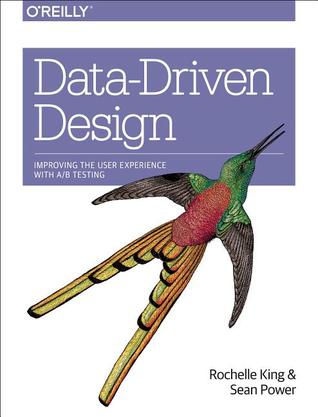 O'REILLY®
Data-Driven
Design
IMPROVING THE USER EXPERIENCE
WITH A/B TESTING
Rochelle King &
Sean Power